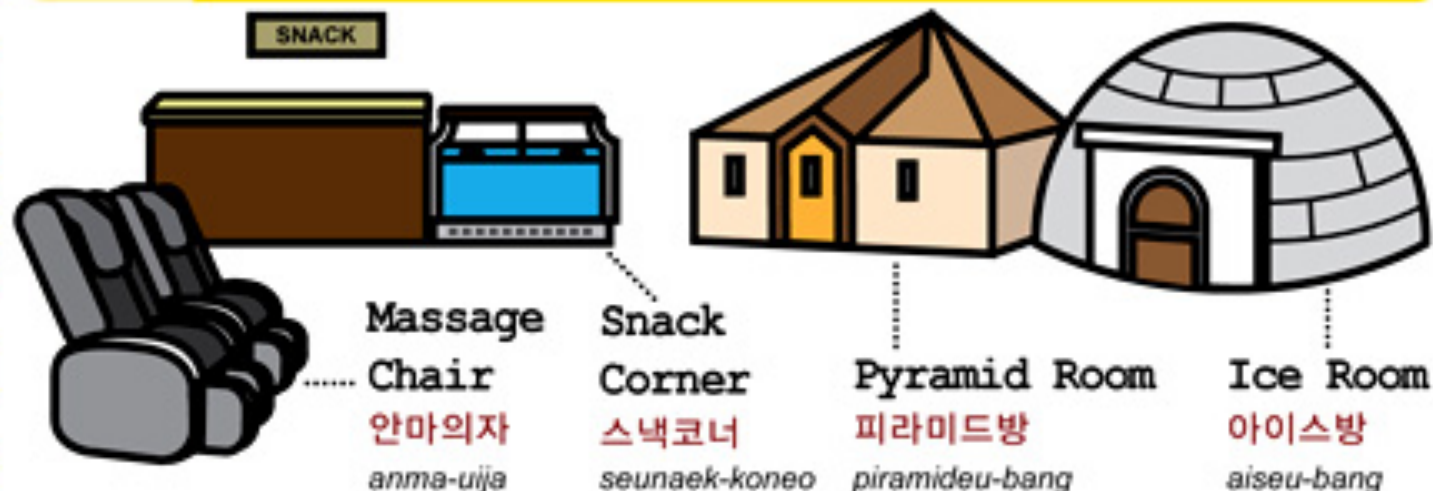 SNACK
Massage
Chair
안마의자
anma-uija
Snack
Corner
스낵코너
seunaek-koneo
Pyramid Room
피라미드방
piramideu-bang
Ice Room
아이스방
aiseu-bang